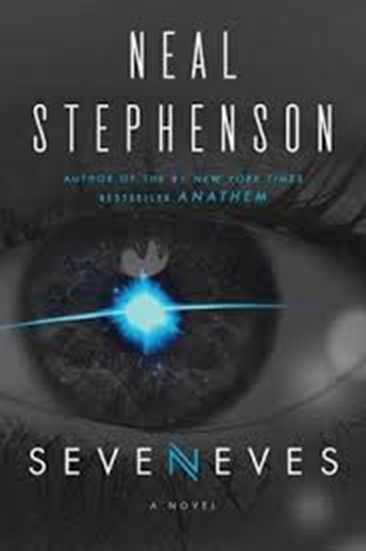 NEAL
STEPHENSON
AUTHOR OF THE #1 NEW YORK TIMES
BESTSELLER ANATHEM
SEVENEVES
A NOVEL